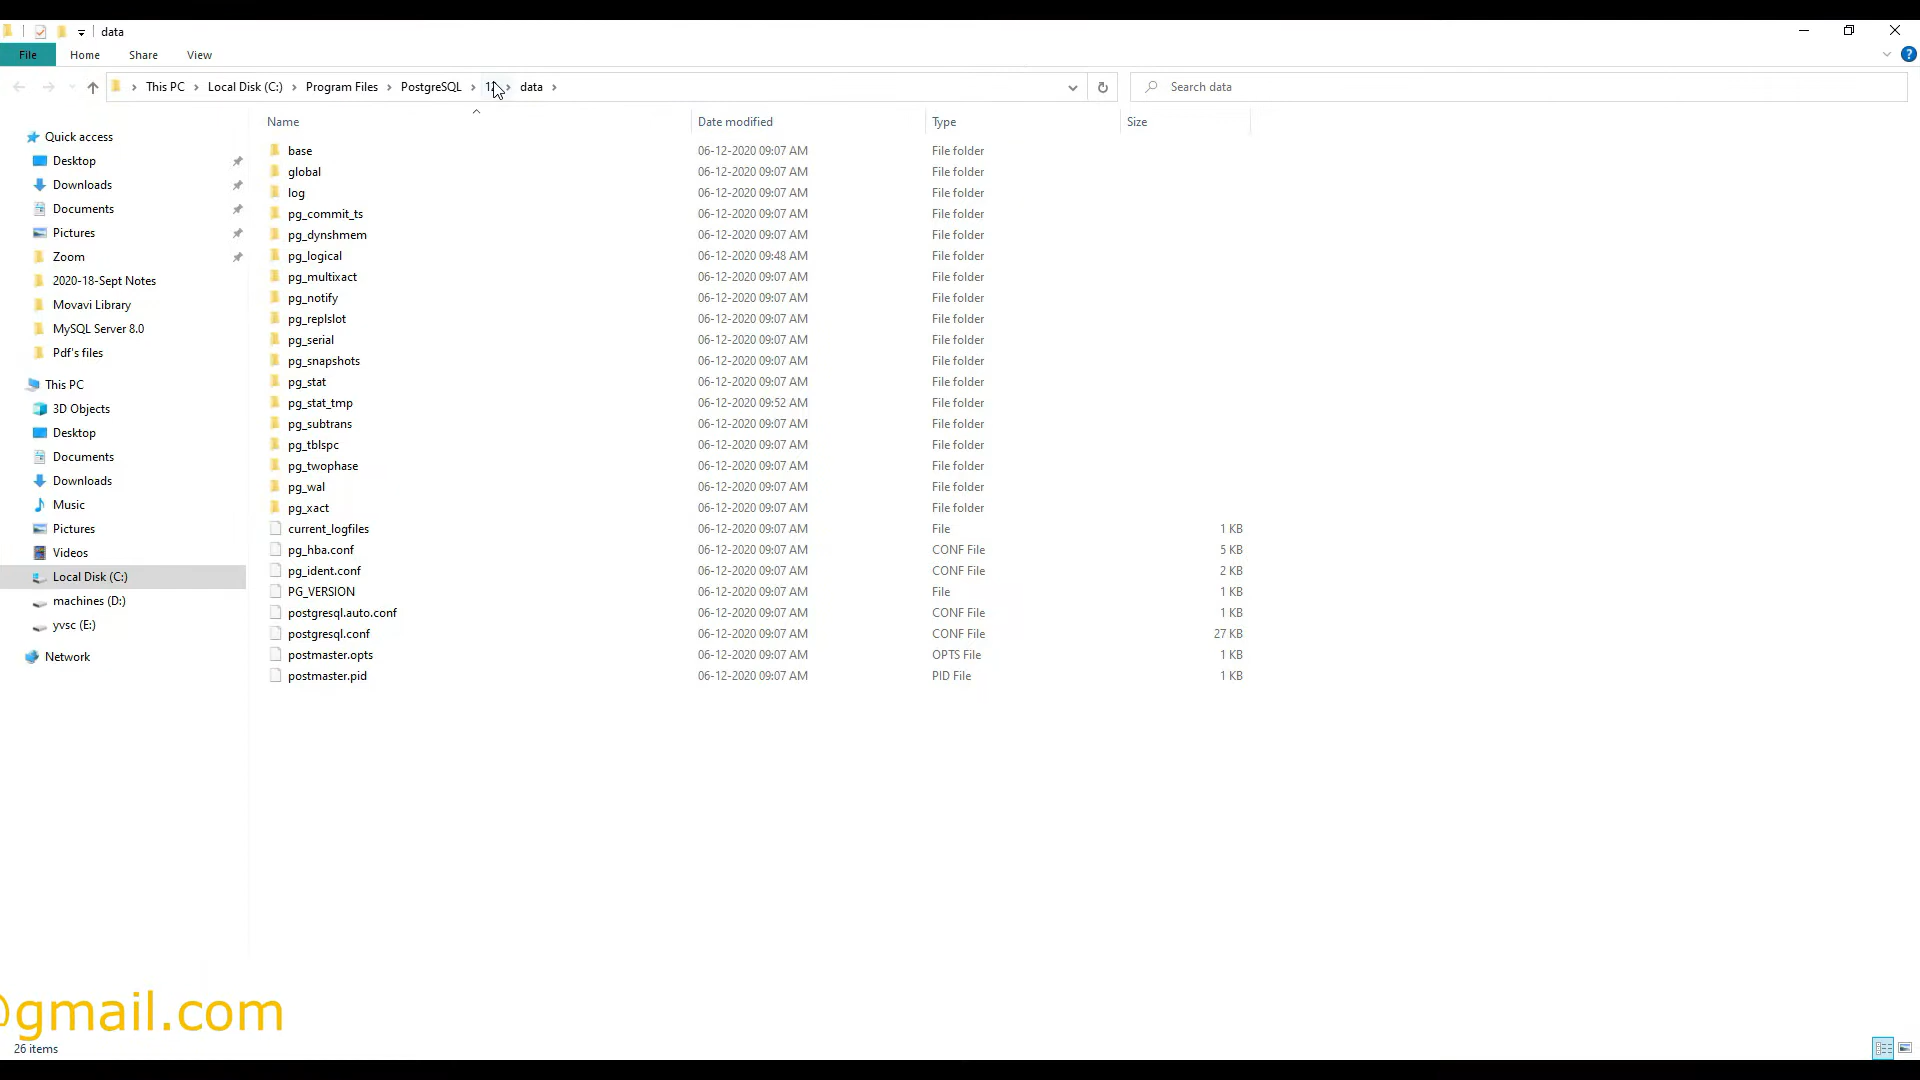 data
File Home Share View
This PC Local Disk (C:) Program Files PostgreSQL data
Search data
Name Date modified Type Size
Quick access
Desktop
Downloads
Documents
Pictures
Zoom
2020-18-Sept Notes
Movavi Library
MySQL Server 8.0
Pdf's files
This PC
3D Objects
Desktop
Documents
Downloads
Music
Pictures
Videos
Local Disk (C:)
machines (D:)
yvsc (E:)
Network
base 06-12-2020 09:07 AM File folder
global 06-12-2020 09:07 AM File folder
log 06-12-2020 09:07 AM File folder
pg_commit_ts 06-12-2020 09:07 AM File folder
pg_dynshmem 06-12-2020 09:07 AM File folder
pg_logical 06-12-2020 09:48 AM File folder
pg_multixact 06-12-2020 09:07 AM File folder
pg_notify 06-12-2020 09:07 AM File folder
pg_replslot 06-12-2020 09:07 AM File folder
pg_serial 06-12-2020 09:07 AM File folder
pg_snapshots 06-12-2020 09:07 AM File folder
pg_stat 06-12-2020 09:07 AM File folder
pg_stat_tmp 06-12-2020 09:52 AM File folder
pg_subtrans 06-12-2020 09:07 AM File folder
pg_tblspc 06-12-2020 09:07 AM File folder
pg_twophase 06-12-2020 09:07 AM File folder
pg_wal 06-12-2020 09:07 AM File folder
pg_xact 06-12-2020 09:07 AM File folder
current_logfiles 06-12-2020 09:07 AM File 1 KB
pg_hba.conf 06-12-2020 09:07 AM CONF File 5 KB
pg_ident.conf 06-12-2020 09:07 AM CONF File 2 KB
PG_VERSION 06-12-2020 09:07 AM File 1 KB
postgresql.auto.conf 06-12-2020 09:07 AM CONF File 1 KB
postgresql.conf 06-12-2020 09:07 AM CONF File 27 KB
postmaster.opts 06-12-2020 09:07 AM OPTS File 1 KB
postmaster.pid 06-12-2020 09:07 AM PID File 1 KB
@gmail.com
26 items